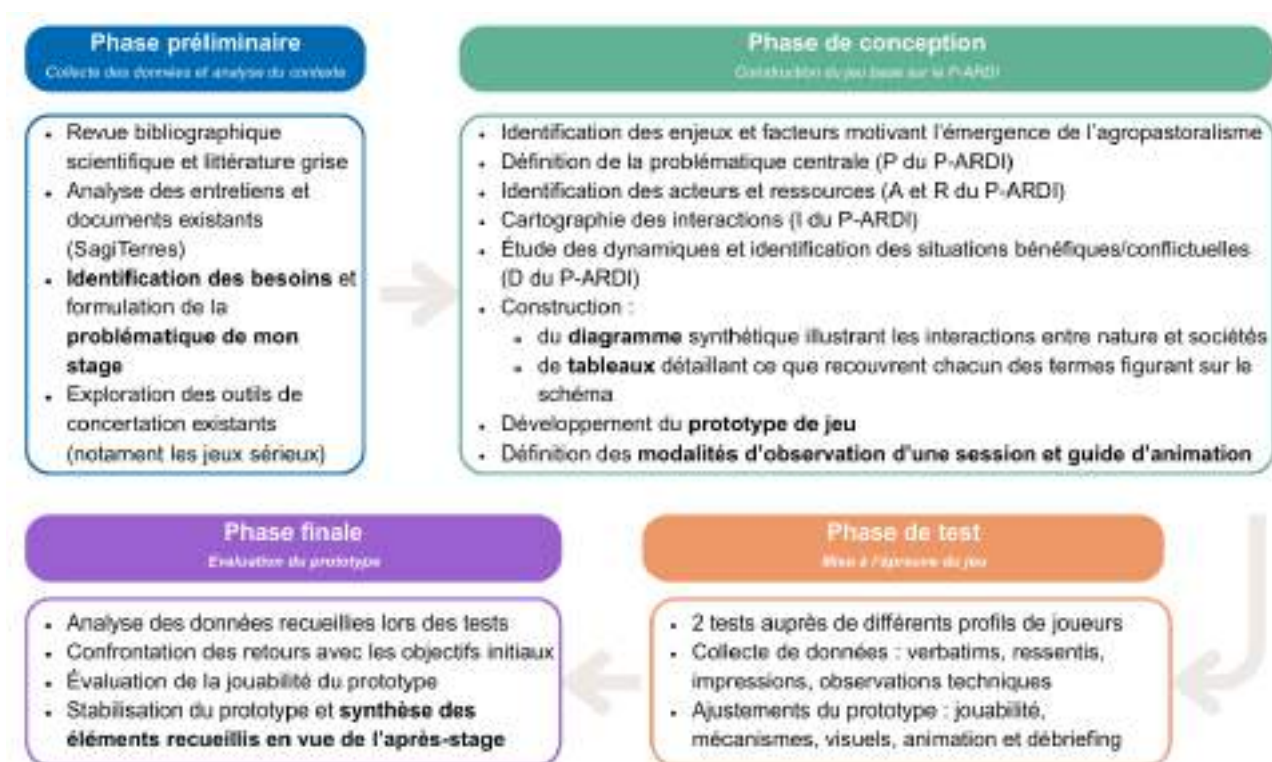 Phase préliminaire
Collecte des données et analyse du contexte
• Revue bibliographique
scientifique et littérature grise
• Analyse des entretiens et
documents existants
(SagiTerres)
• Identification des besoins et
formulation de la
problématique de mon
stage
• Exploration des outils de
concertation existants
(notamment les jeux sérieux)
Phase de conception
Construction du jeu basé sur le P-ARDI
• Identification des enjeux et facteurs motivant l'émergence de l'agropastoralisme
• Définition de la problématique centrale (P du P-ARDI)
• Identification des acteurs et ressources (A et R du P-ARDI)
• Cartographie des interactions (I du P-ARDI)
• Étude des dynamiques et identification des situations bénéfiques/conflictuelles
(D du P-ARDI)
• Construction :
du diagramme synthétique illustrant les interactions entre nature et sociétés
de tableaux détaillant ce que recouvrent chacun des termes figurant sur le
schéma
• Développement du prototype de jeu
• Définition des modalités d'observation d'une session et guide d'animation
Phase de test
Mise à l'épreuve du jeu
• 2 tests auprès de différents profils de joueurs
• Collecte de données : verbatims, ressentis,
impressions, observations techniques
• Ajustements du prototype : jouabilité,
mécanismes, visuels, animation et débriefing
Phase finale
Evaluation du prototype
• Analyse des données recueillies lors des tests
• Confrontation des retours avec les objectifs initiaux
• Évaluation de la jouabilité du prototype
• Stabilisation du prototype et synthèse des
éléments recueillis en vue de l'après-stage